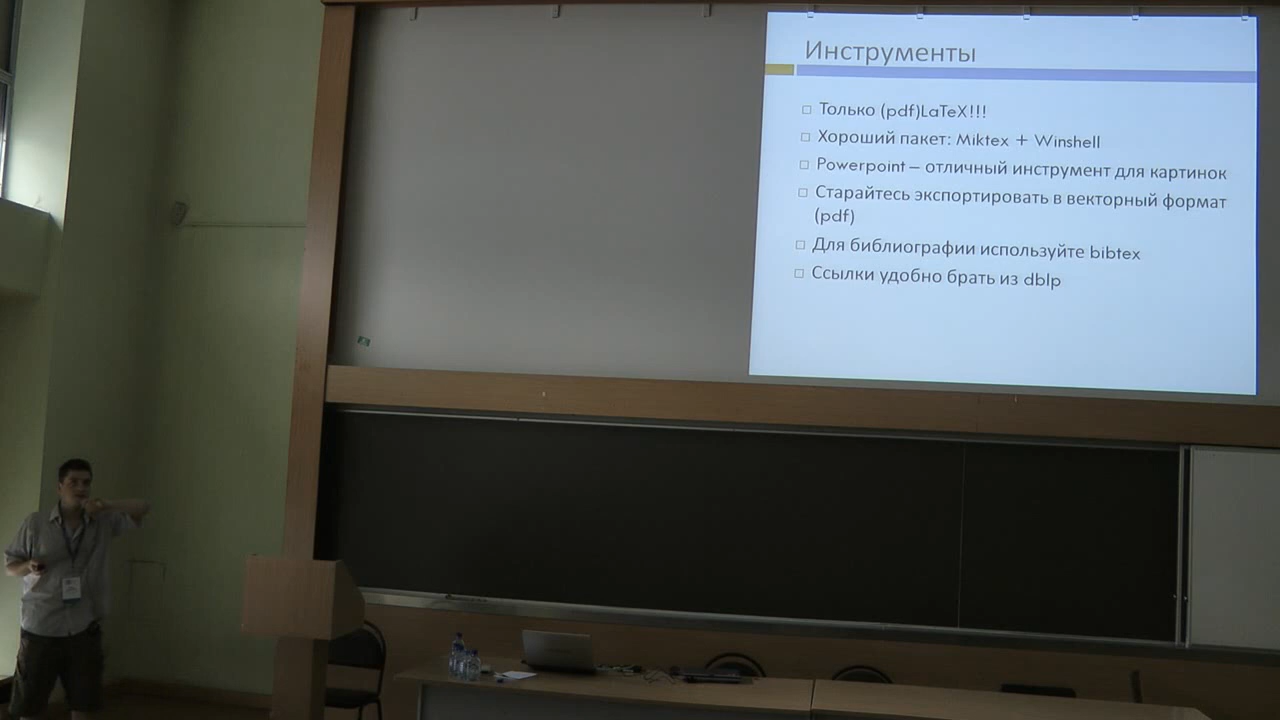 Инструменты
Только (pdf)LaTeX!!!
Хороший пакет: Miktex + Winshell
Powerpoint – отличный инструмент для картинок
Старайтесь экспортировать в векторный формат
(pdf)
Для библиографии используйте bibtex
Ссылки удобно брать из dblp